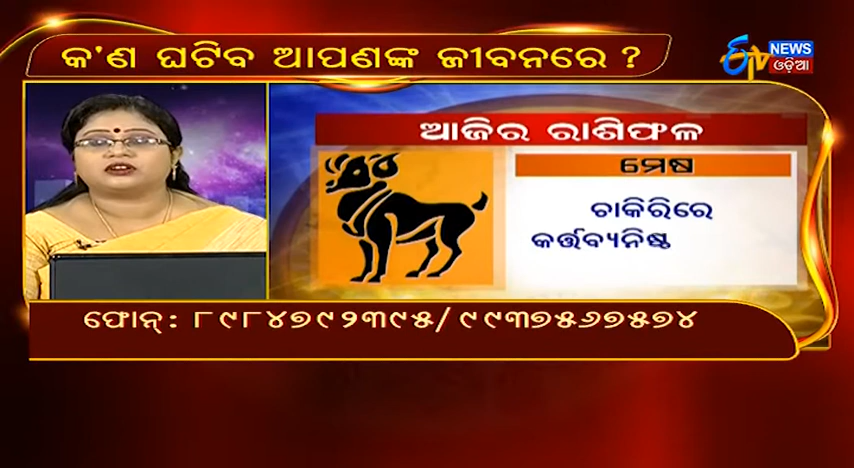 କ'ଣ ଘଟିବ ଆପଣଙ୍କ ଜୀବନରେ ?
ETV NEWS
ଓଡ଼ିଆ
ଆଜିର ରାଶିଫଳ
ମେଷ
ଚାକିରିରେ
କର୍ତ୍ତବ୍ୟନିଷ୍ଠ
ଫୋନ୍ : ୮୯୮୪୭୯୨୩୯୫/୯୯୩୭୫୬୭୫୭୪